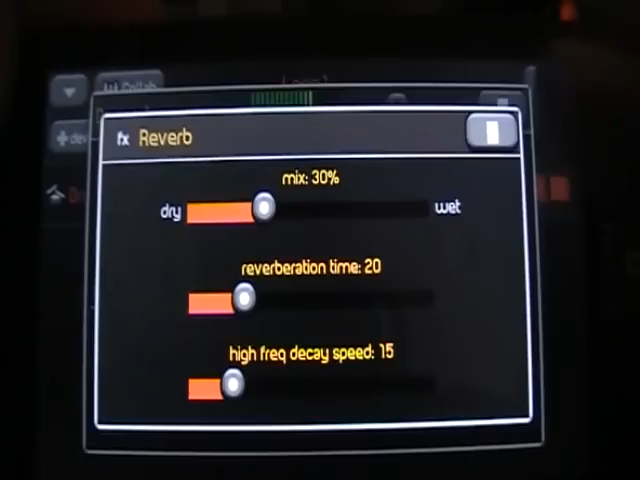 fx Reverb
mix: 30%
dry
wet
reverberation time: 20
high freq decay speed: 15